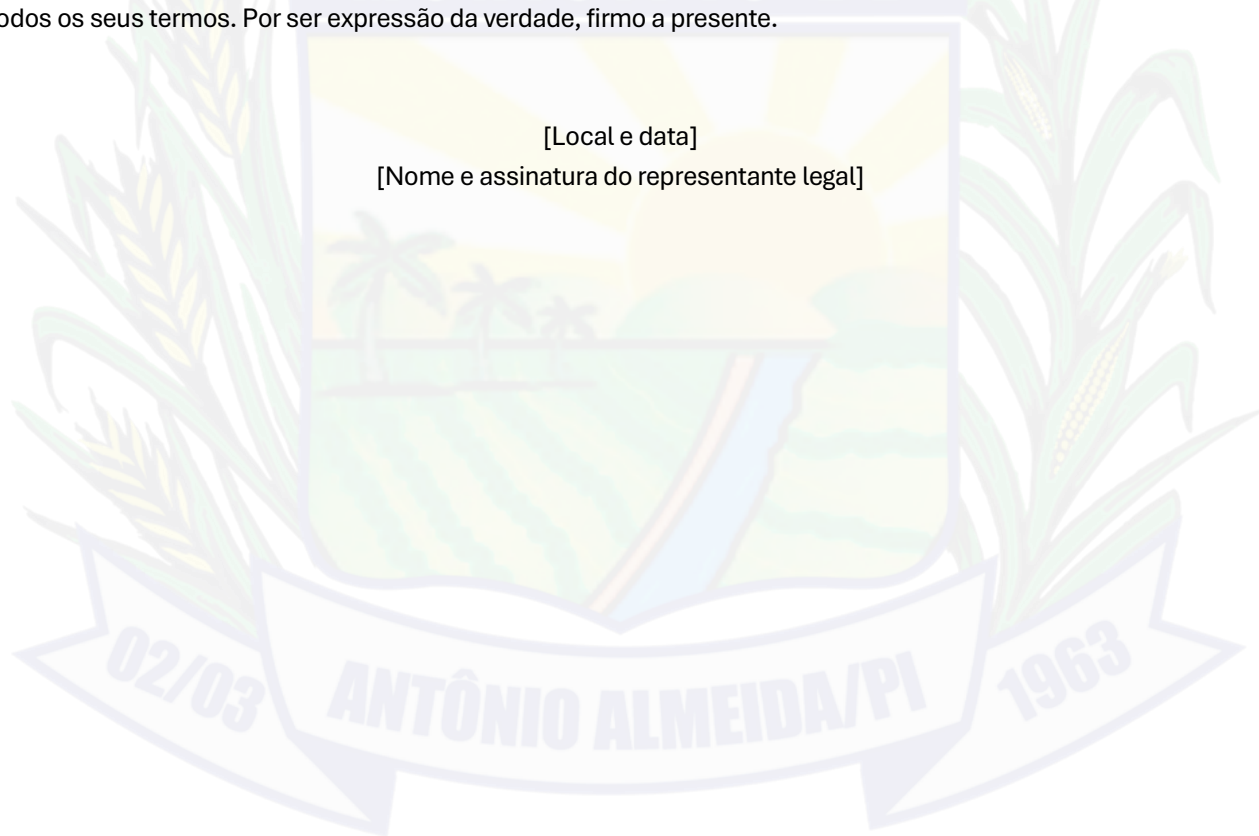 odos os seus termos. Por ser expressão da verdade, firmo a presente.
[Local e data]
[Nome e assinatura do representante legal]
02/03
ANTÔNIO ALMEIDA/PI
1963